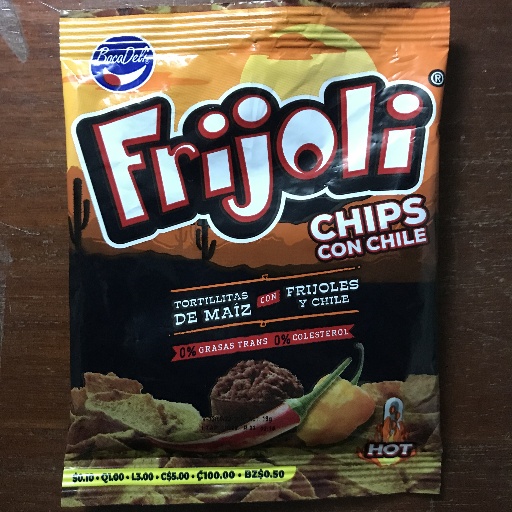 BocaDeli
Frijoli®
CHIPS
CON CHILE
TORTILLITAS
DE MAÍZ
CON
FRIJOLES
Y CHILE
0% GRASAS TRANS 0% COLESTEROL
HOT
$0.10 • Q1.00 • L3.00 • C$5.00 • ₡100.00 • BZ$0.50